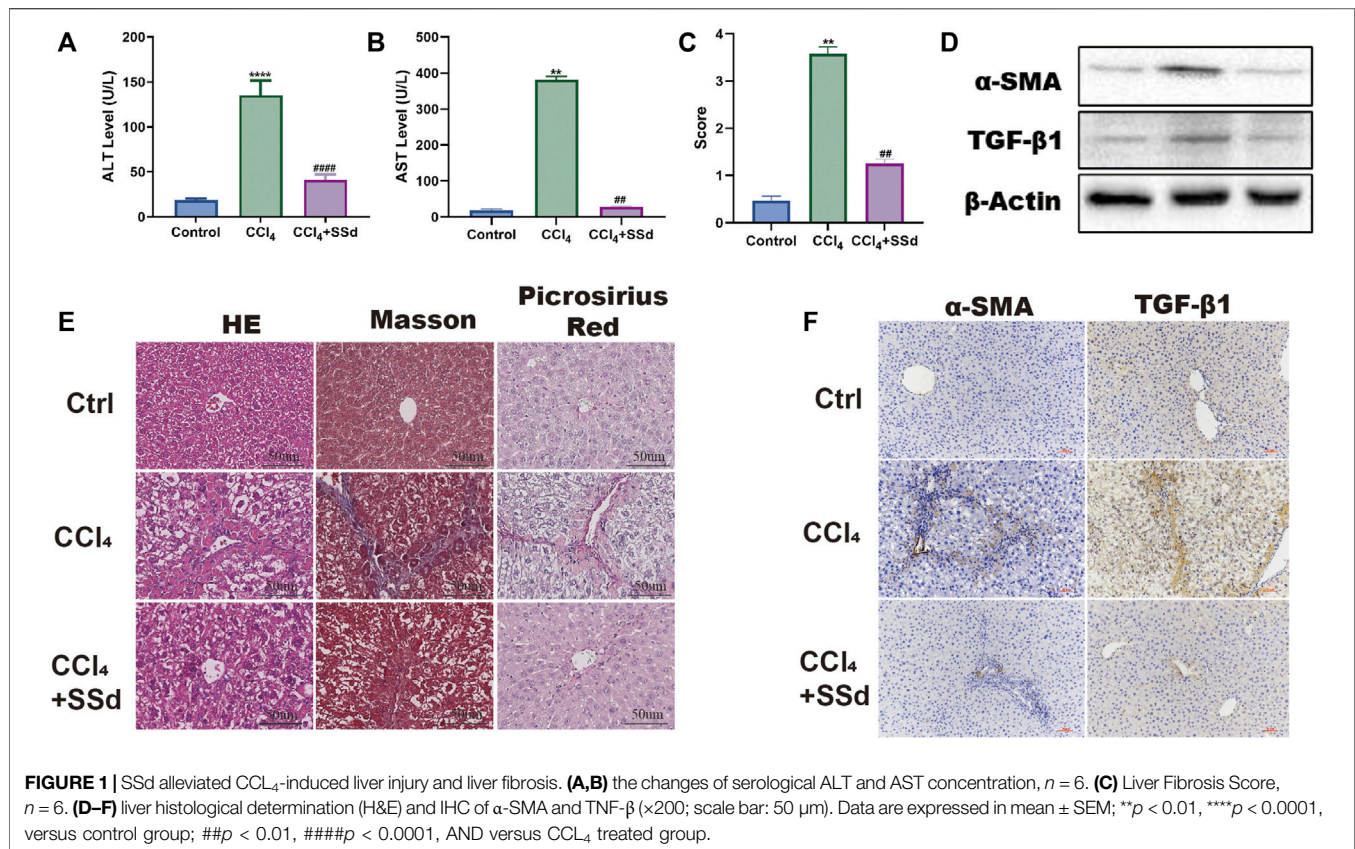 A
B
C
D
200
150
100
50
0
ALT Level (U/L)
****
####
Control
CCl₄
CCl₄+SSd
500
400
300
200
100
0
AST Level (U/L)
**
##
Control
CCl₄
CCl₄+SSd
4
3
2
1
0
Score
**
##
Control
CCl₄
CCl₄+SSd
α-SMA
TGF-β1
β-Actin
E
HE
Masson
Picrosirius
Red
Ctrl
50um
50um
50um
CCl₄
50um
50um
50um
CCl₄
+SSd
50um
50um
50um
F
α-SMA
TGF-β1
Ctrl
CCl₄
CCl₄
+SSd
FIGURE 1 | SSd alleviated CCL₄-induced liver injury and liver fibrosis. (A,B) the changes of serological ALT and AST concentration, n = 6. (C) Liver Fibrosis Score,
n = 6. (D–F) liver histological determination (H&E) and IHC of α-SMA and TNF-β (×200; scale bar: 50 μm). Data are expressed in mean ± SEM; **p < 0.01, ****p < 0.0001,
versus control group; ##p < 0.01, ####p < 0.0001, AND versus CCL₄ treated group.